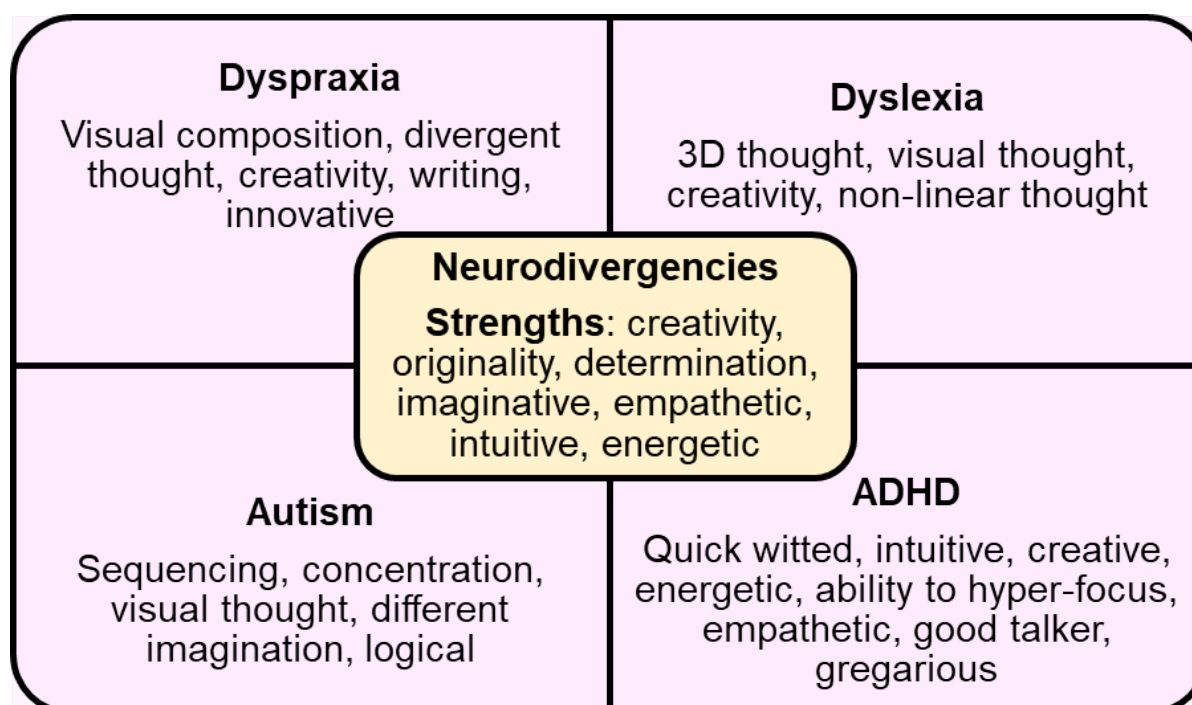 Dyspraxia
Visual composition, divergent
thought, creativity, writing,
innovative
Dyslexia
3D thought, visual thought,
creativity, non-linear thought
Neurodivergencies
Strengths: creativity,
originality, determination,
imaginative, empathetic,
intuitive, energetic
Autism
Sequencing, concentration,
visual thought, different
imagination, logical
ADHD
Quick witted, intuitive, creative,
energetic, ability to hyper-focus,
empathetic, good talker,
gregarious